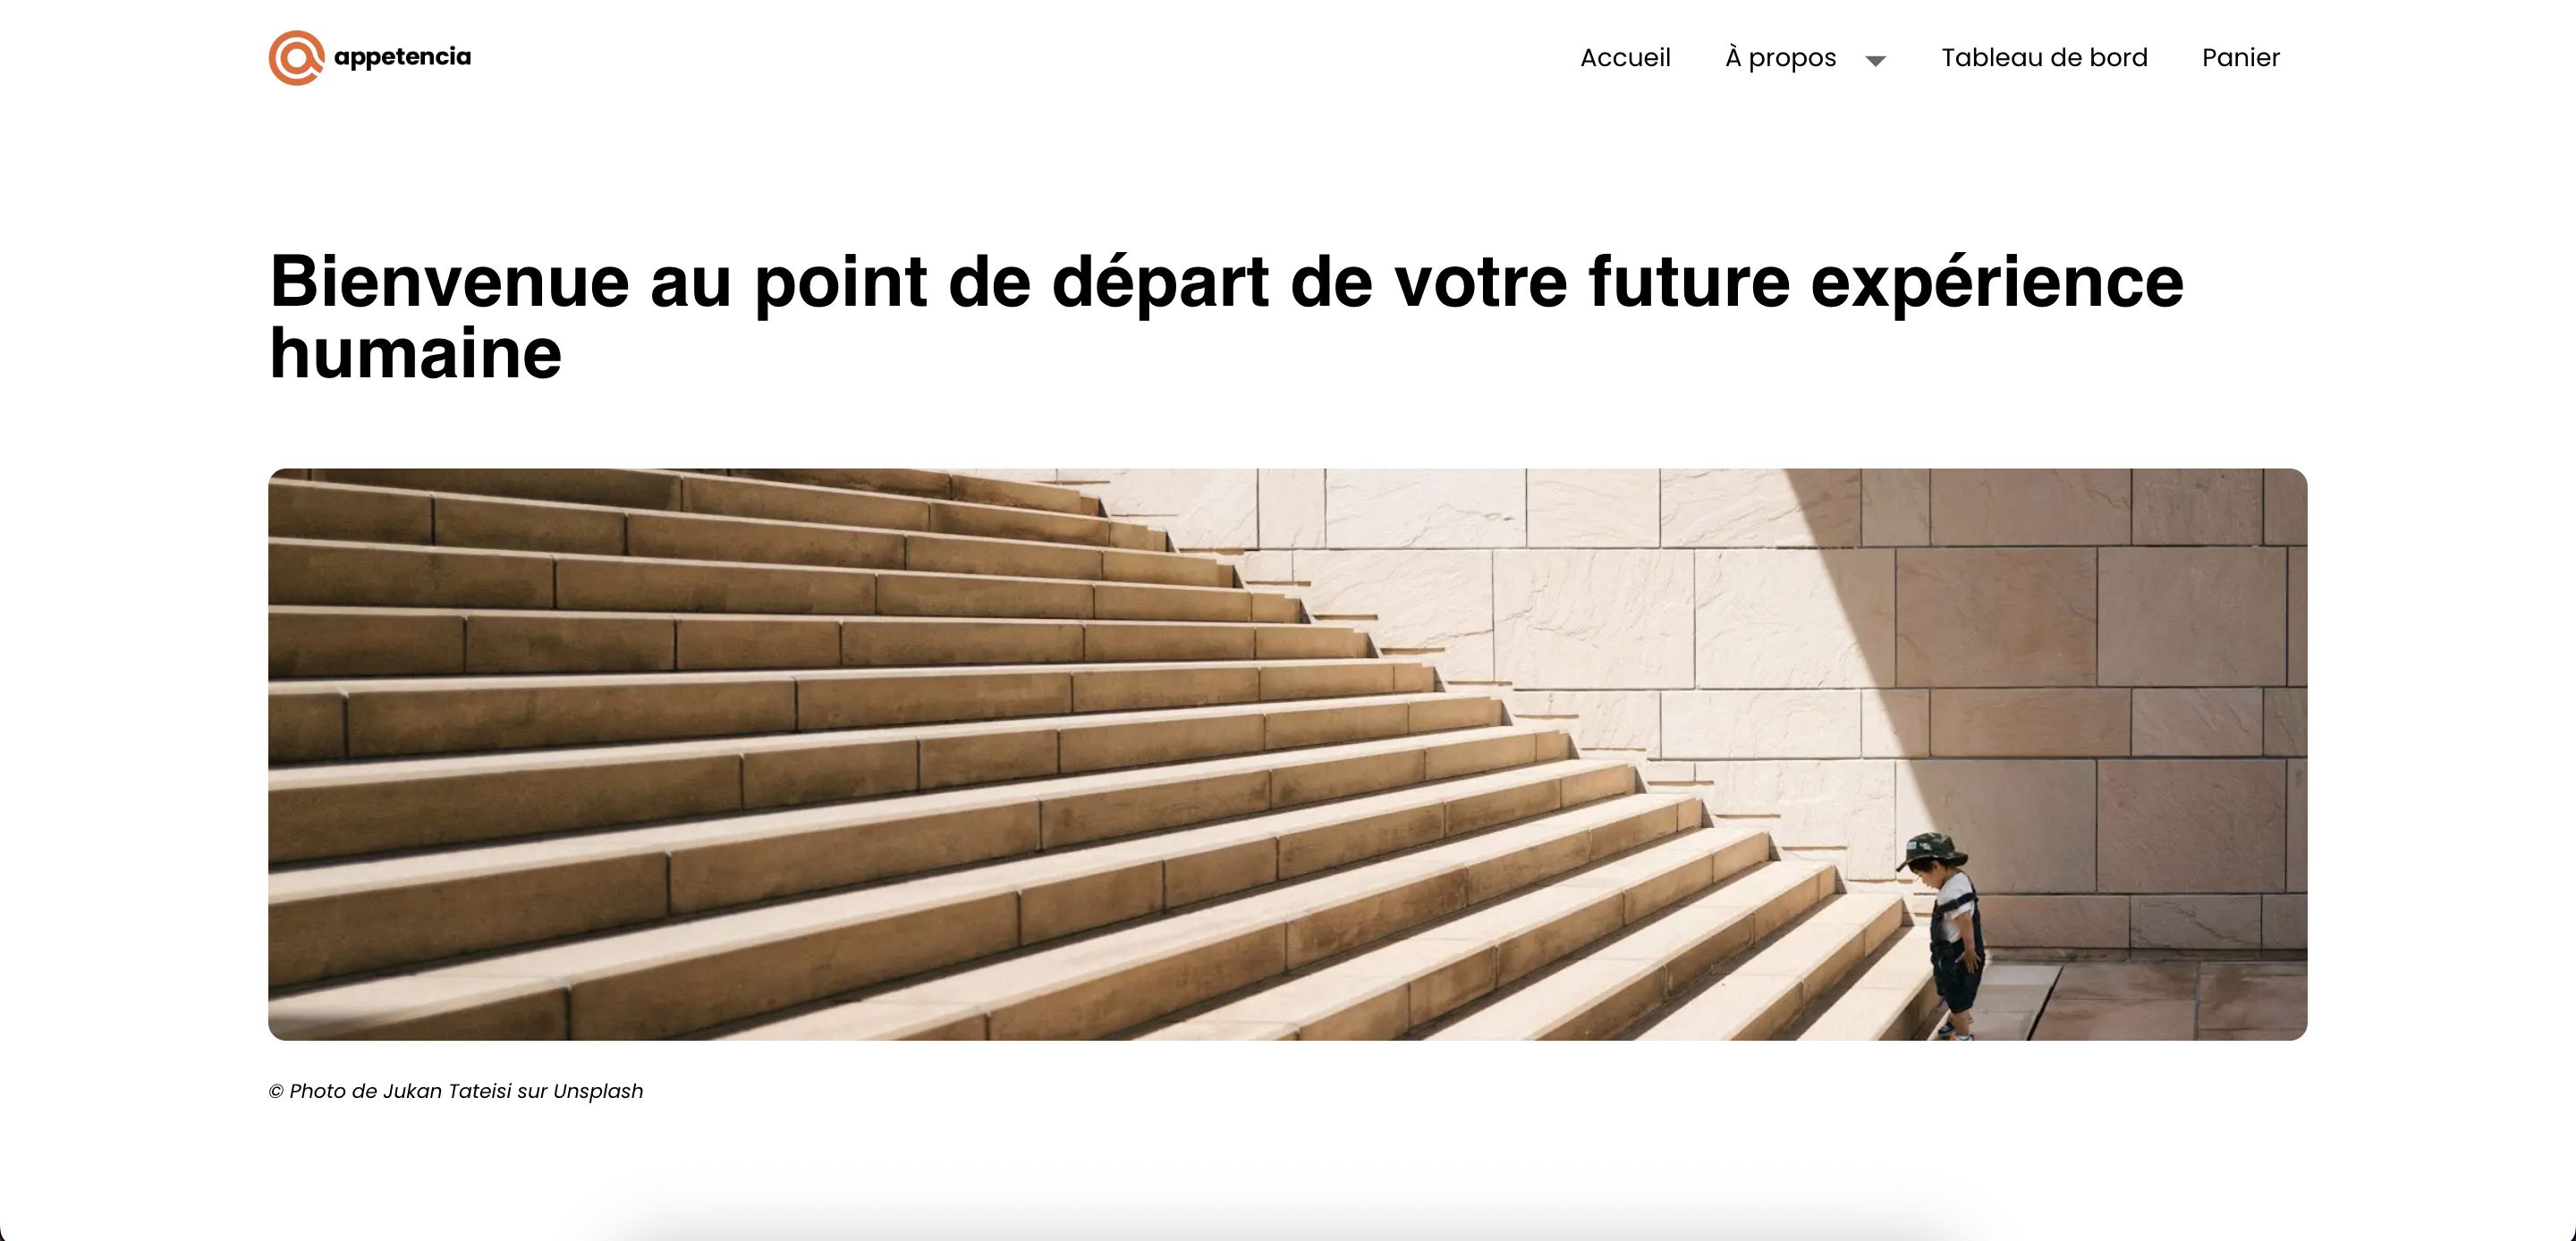 appetencia
Accueil À propos Tableau de bord Panier
Bienvenue au point de départ de votre future expérience
humaine
© Photo de Jukan Tateisi sur Unsplash